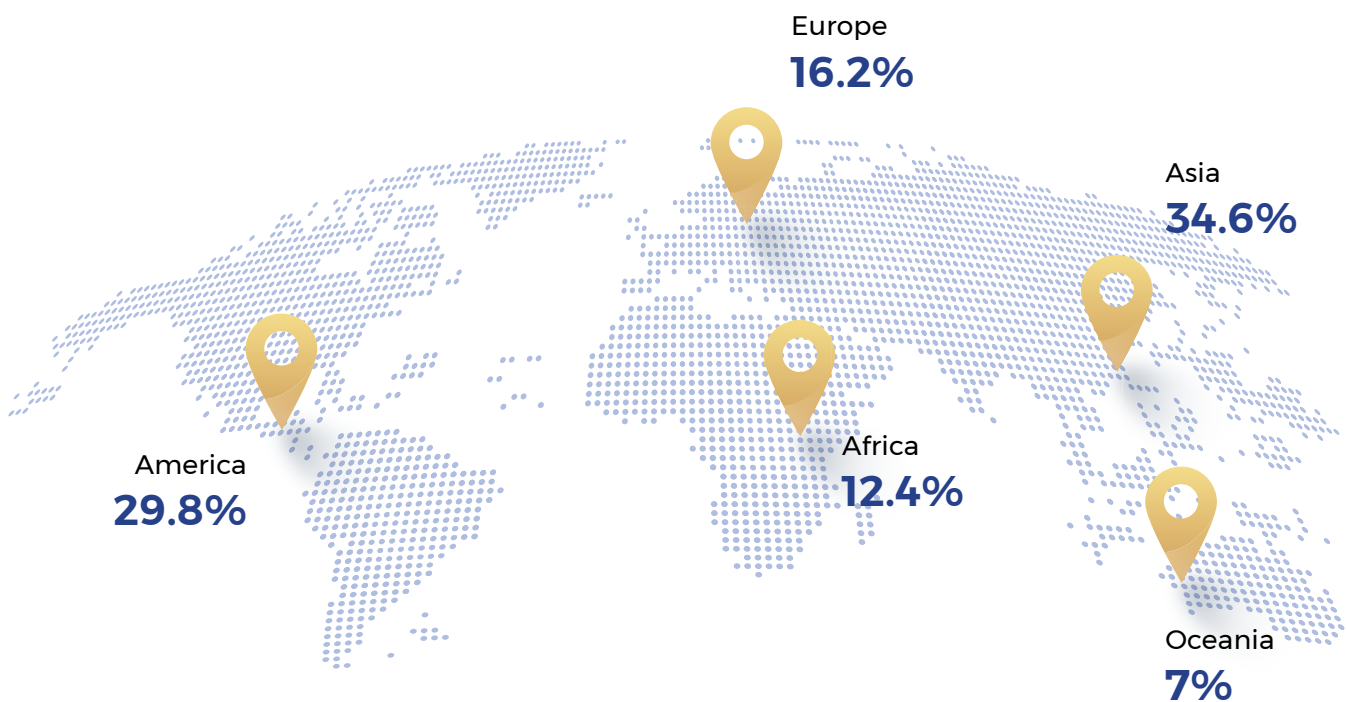 Europe
16.2%
Asia
34.6%
America
29.8%
Africa
12.4%
Oceania
7%